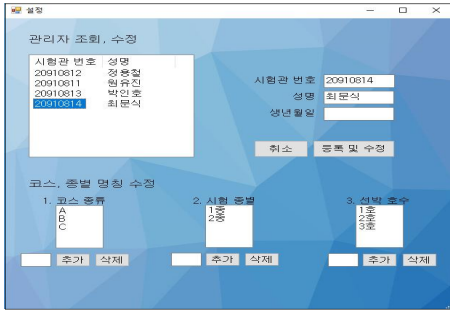 설정
관리자 조회, 수정
시험관 번호 성명
20910812 정용철
20910811 원유진
20910813 박인호
20910814 최문식
시험관 번호 20910814
성명 최문식
생년월일
취소 등록 및 수정
코스, 종별 명칭 수정
1. 코스 종류 2. 시험 종별 3. 선박 호수
A 1종 1호
B 2종 2호
C 3호
추가 삭제 추가 삭제 추가 삭제